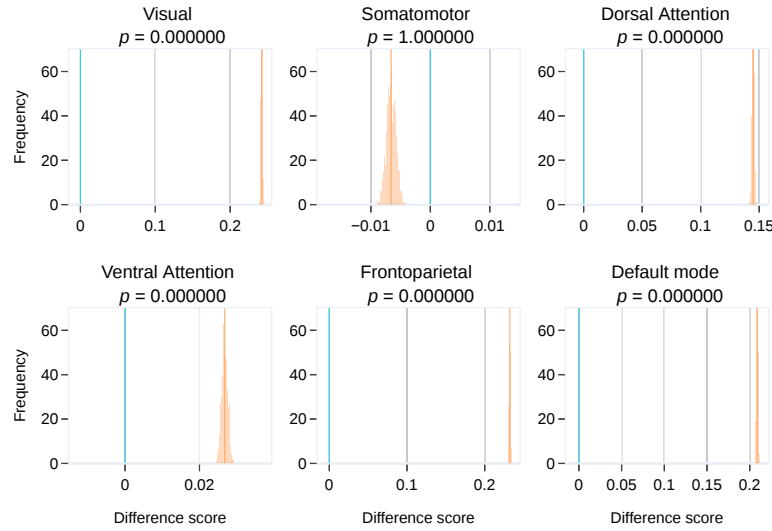 Visual
p = 0.000000
Somatomotor
p = 1.000000
Dorsal Attention
p = 0.000000
Frequency
60
40
20
0
0 0.1 0.2
60
40
20
0
−0.01 0 0.01
60
40
20
0
0 0.05 0.1 0.15
Ventral Attention
p = 0.000000
Frontoparietal
p = 0.000000
Default mode
p = 0.000000
Frequency
60
40
20
0
0 0.02
Difference score
60
40
20
0
0 0.1 0.2
Difference score
60
40
20
0
0 0.05 0.1 0.15 0.2
Difference score